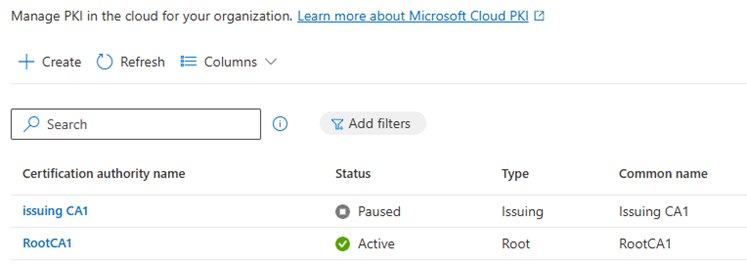 Manage PKI in the cloud for your organization. Learn more about Microsoft Cloud PKI
Create Refresh Columns
Search Add filters
Certification authority name Status Type Common name
issuing CA1 Paused Issuing Issuing CA1
RootCA1 Active Root RootCA1